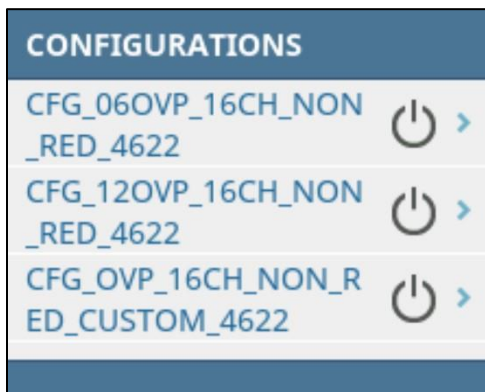 CONFIGURATIONS
CFG_06OVP_16CH_NON
_RED_4622
CFG_12OVP_16CH_NON
_RED_4622
CFG_OVP_16CH_NON_R
ED_CUSTOM_4622